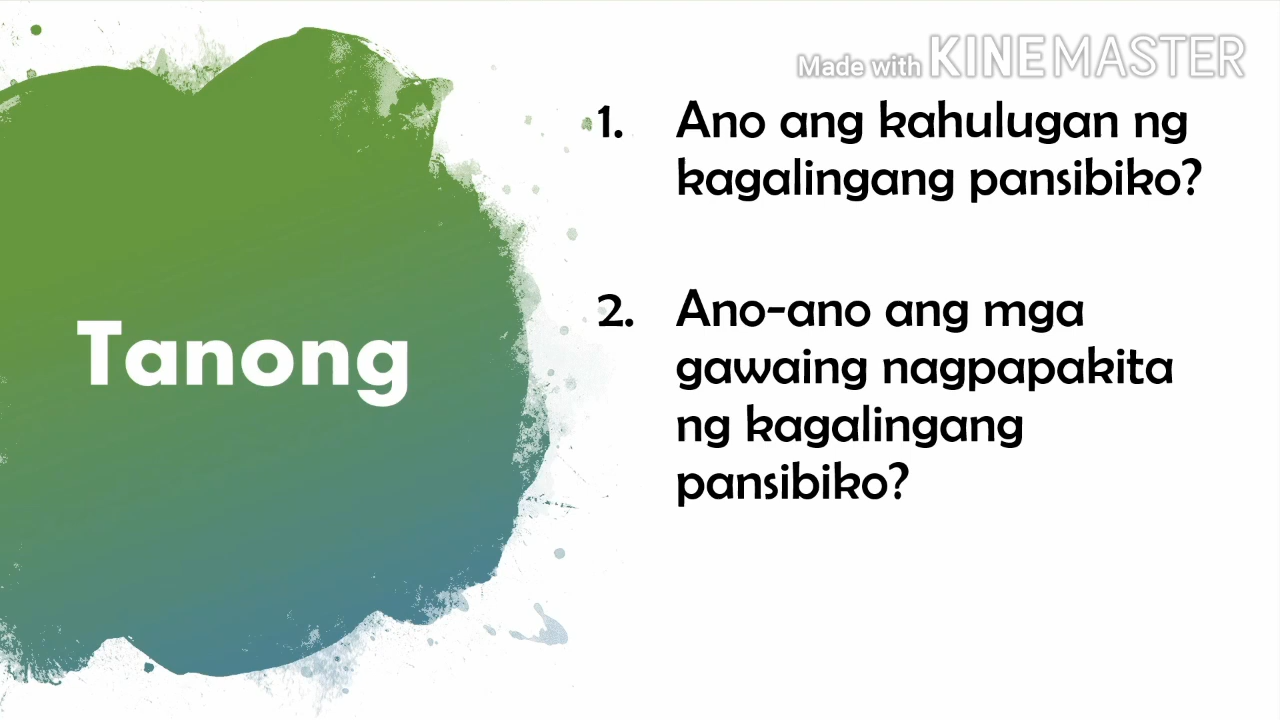 Made with KINEMASTER
1. Ano ang kahulugan ng
kagalingang pansibiko?
2. Ano-ano ang mga
gawaing nagpapakita
ng kagalingang
pansibiko?
Tanong